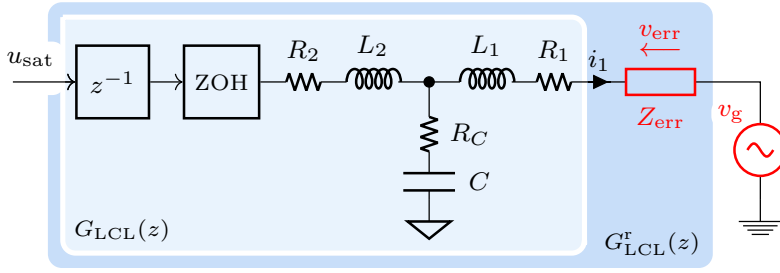 u_sat
z^{-1}
ZOH
R_2
L_2
L_1
R_1
i_1
v_err
Z_err
v_g
R_C
C
G_LCL(z)
G^r_LCL(z)